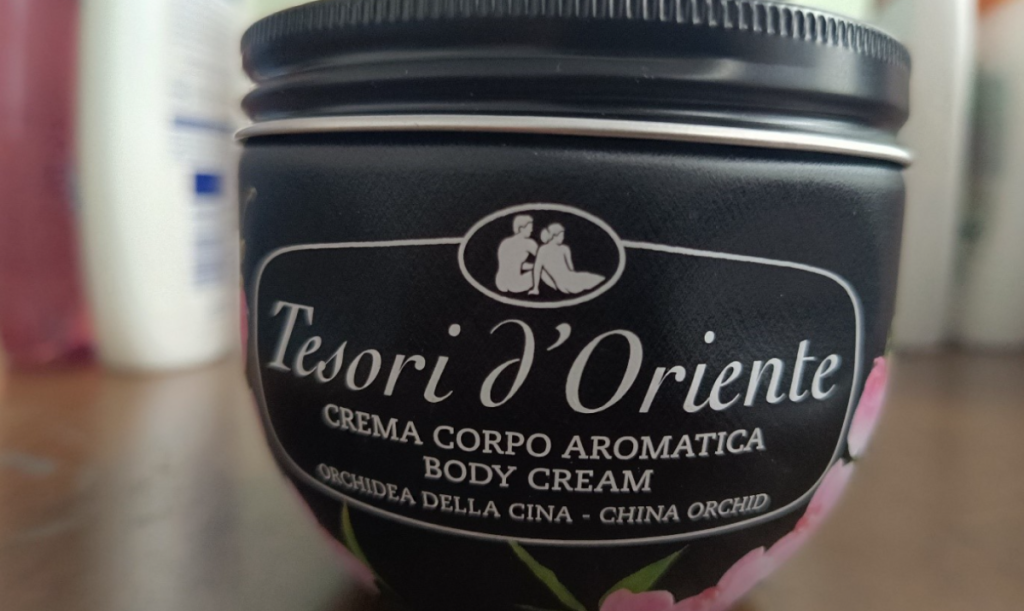 Tesori d'Oriente
CREMA CORPO AROMATICA
BODY CREAM
ORCHIDEA DELLA CINA - CHINA ORCHID